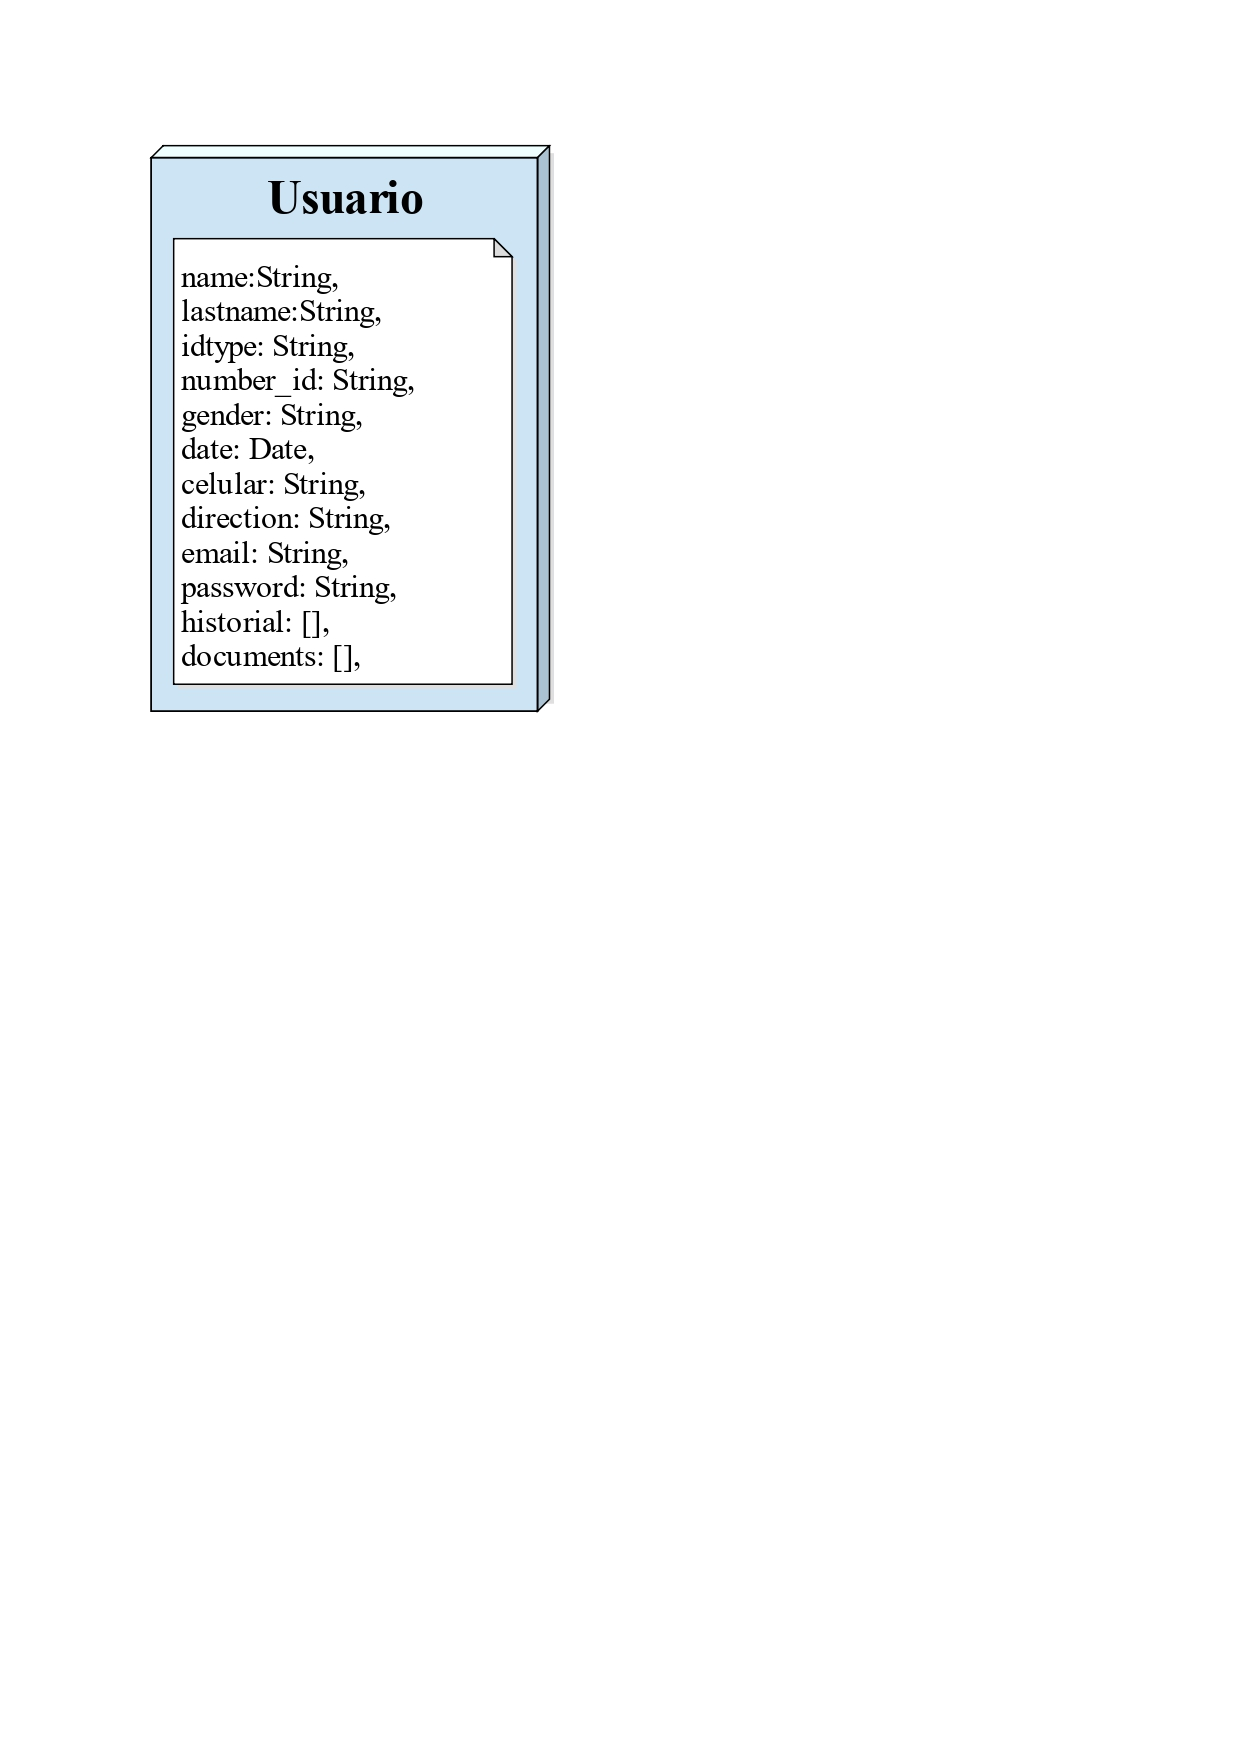 Usuario
name:String,
lastname:String,
idtype: String,
number_id: String,
gender: String,
date: Date,
celular: String,
direction: String,
email: String,
password: String,
historial: [],
documents: [],